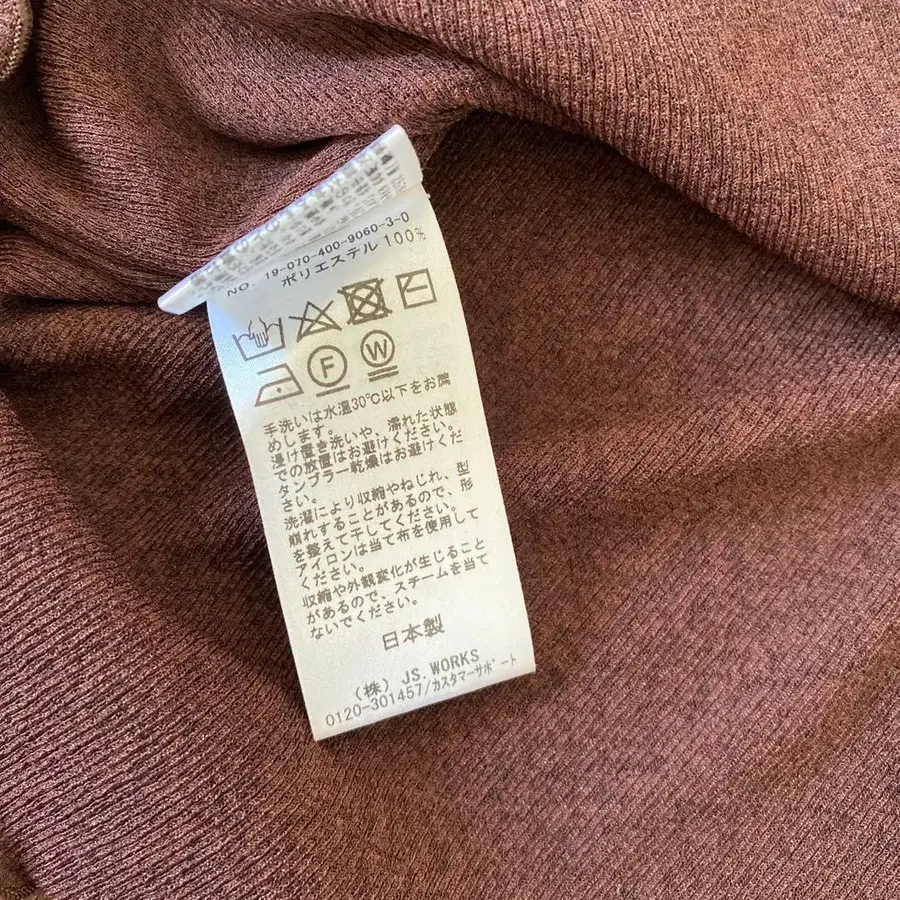 NO. 19-070-400-9060-3-0
ポリエステル 100%
F W
手洗いは水温30℃以下をお薦
めします。
浸け置き洗いや、濡れた状態
での放置はお避けください。
タンブラー乾燥はお避けくだ
さい。
洗濯により収縮やねじれ、型
崩れすることがあるので、形
を整えて干してください。
アイロンは当て布を使用して
ください。
収縮や外観変化が生じること
があるので、スチームを当て
ないでください。
日本製
(株) JS.WORKS
0120-301457/カスタマーサポート